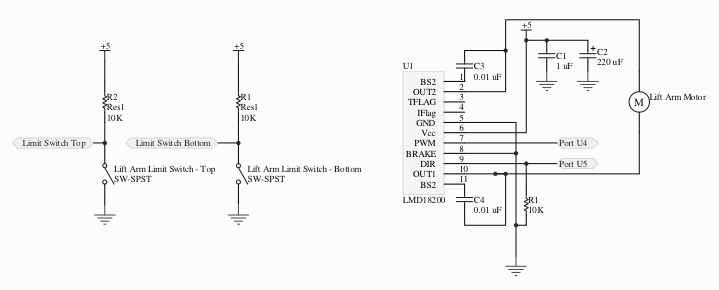 +5
R2
Res1
10K
Limit Switch Top
Lift Arm Limit Switch - Top
SW-SPST
+5
R1
Res1
10K
Limit Switch Bottom
Lift Arm Limit Switch - Bottom
SW-SPST
U1
BS2 1
OUT2 2
TFLAG 3
IFlag 4
GND 5
Vcc 6
PWM 7
BRAKE 8
DIR 9
OUT1 10
BS2 11
LMD18200
C3
0.01 uF
+5
C1
1 uF
+
C2
220 uF
M
Lift Arm Motor
Port U4
Port U5
C4
0.01 uF
R1
10K